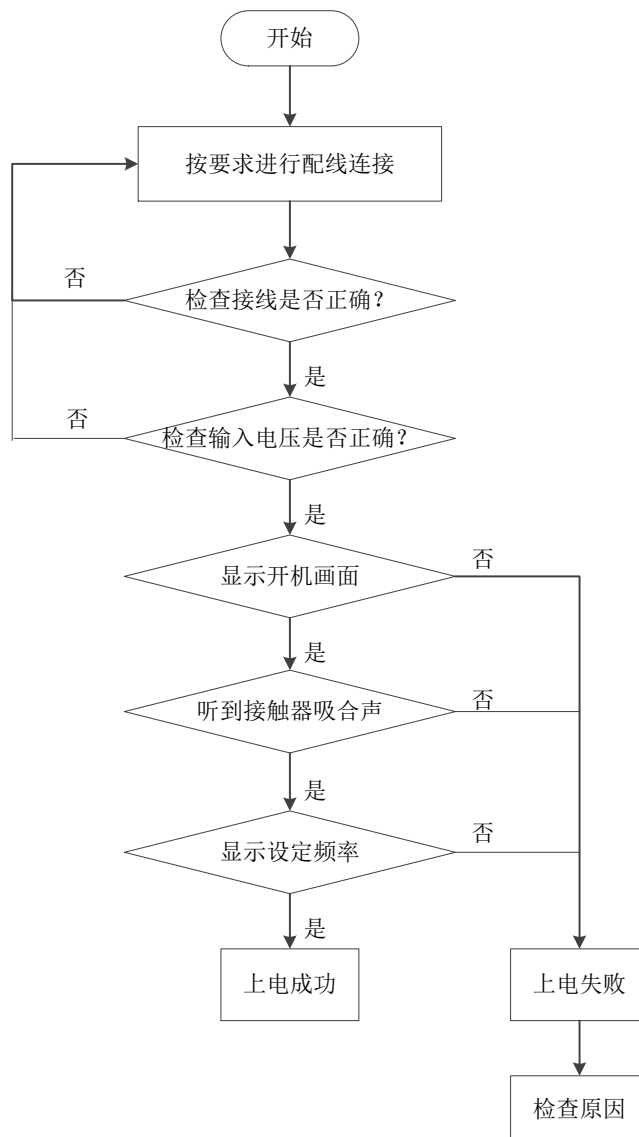 开始
按要求进行配线连接
否
检查接线是否正确？
是
否
检查输入电压是否正确？
是
显示开机画面
否
是
听到接触器吸合声
否
是
显示设定频率
否
是
上电成功
上电失败
检查原因